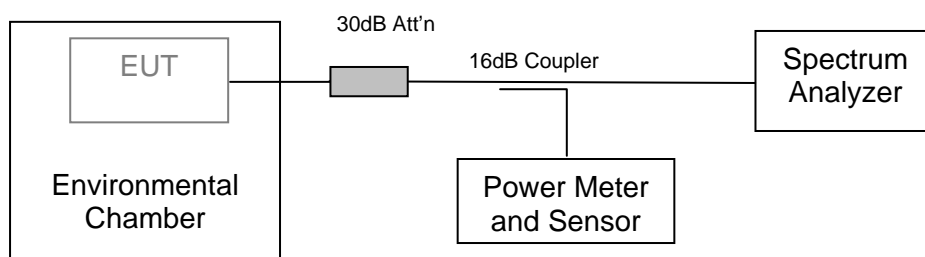 30dB Att'n
EUT
16dB Coupler
Spectrum
Analyzer
Environmental
Chamber
Power Meter
and Sensor